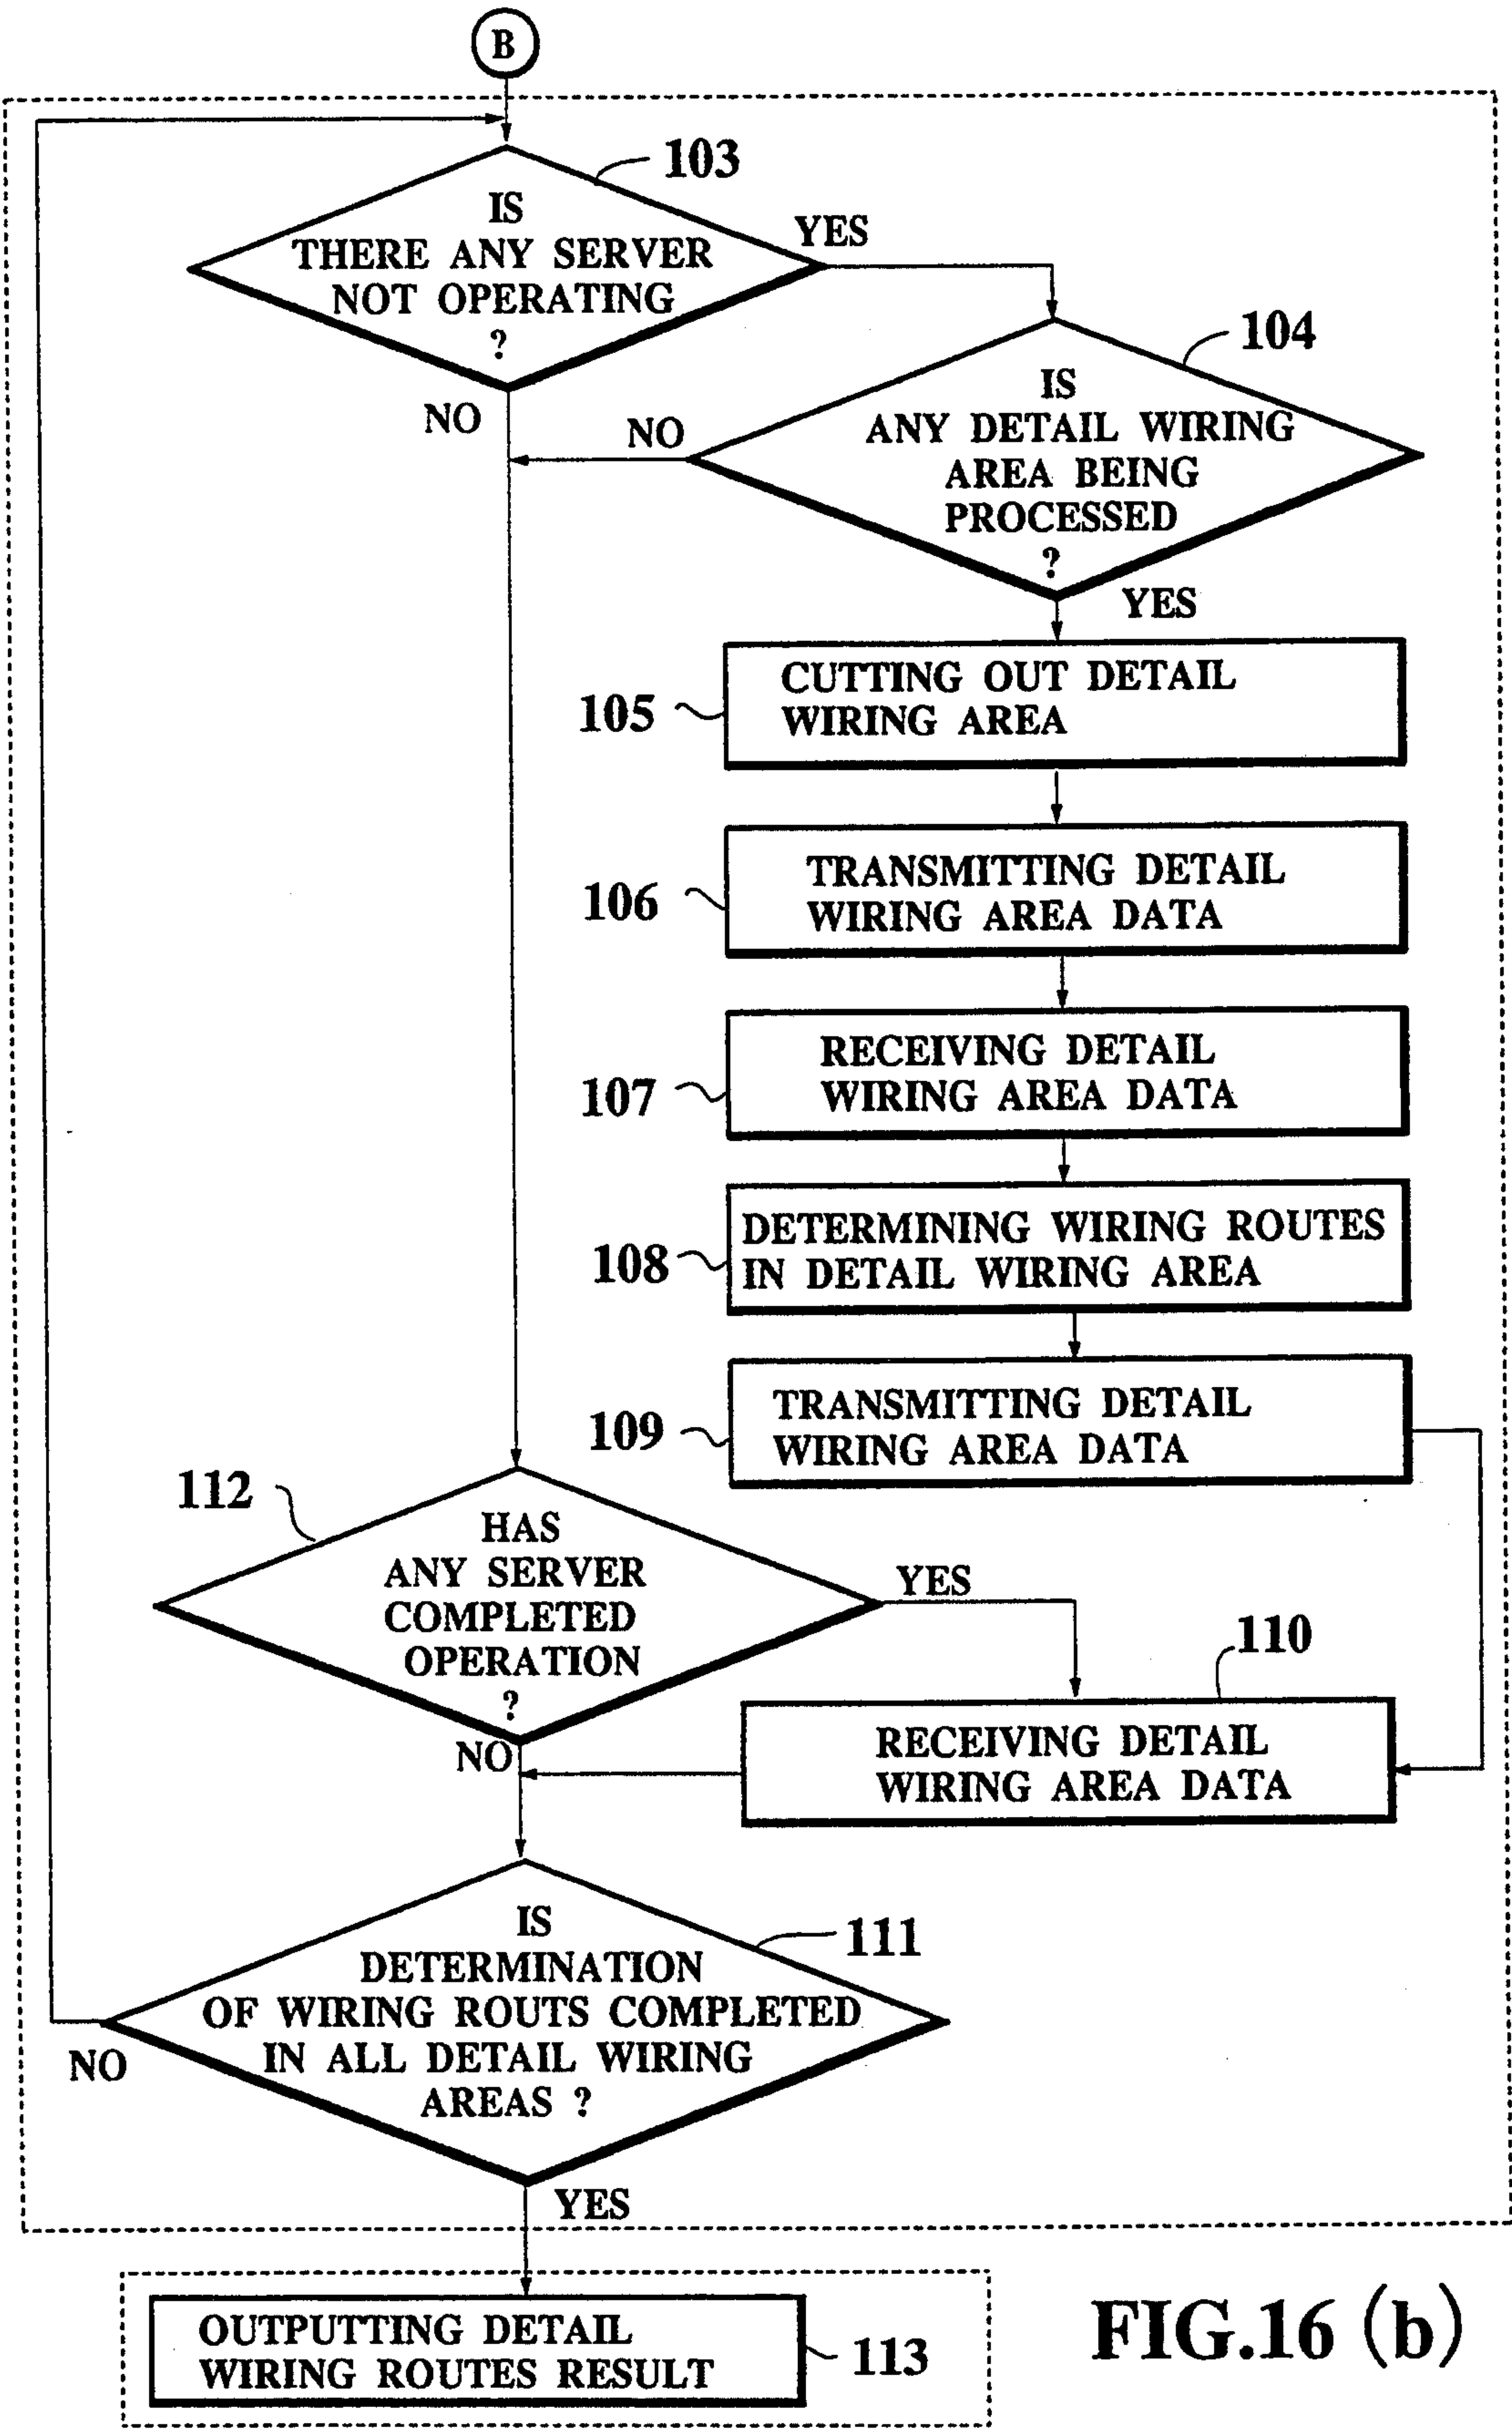 B
103
IS
THERE ANY SERVER
NOT OPERATING
?
YES
NO
104
IS
ANY DETAIL WIRING
AREA BEING
PROCESSED
?
NO
YES
105
CUTTING OUT DETAIL
WIRING AREA
106
TRANSMITTING DETAIL
WIRING AREA DATA
107
RECEIVING DETAIL
WIRING AREA DATA
108
DETERMINING WIRING ROUTES
IN DETAIL WIRING AREA
109
TRANSMITTING DETAIL
WIRING AREA DATA
112
HAS
ANY SERVER
COMPLETED
OPERATION
?
YES
NO
110
RECEIVING DETAIL
WIRING AREA DATA
111
IS
DETERMINATION
OF WIRING ROUTS COMPLETED
IN ALL DETAIL WIRING
AREAS ?
NO
YES
OUTPUTTING DETAIL
WIRING ROUTES RESULT
113
FIG.16 (b)